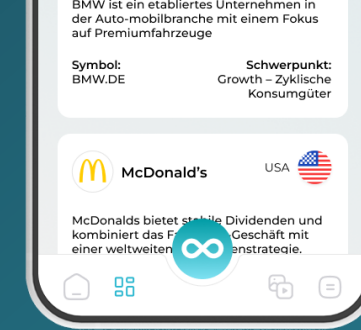 BMW ist ein etabliertes Unternehmen in
der Auto-mobilbranche mit einem Fokus
auf Premiumfahrzeuge
Symbol:
BMW.DE
Schwerpunkt:
Growth – Zyklische
Konsumgüter
McDonald's
USA
McDonalds bietet stabile Dividenden und
kombiniert das Geschäft mit
einer weltweiten